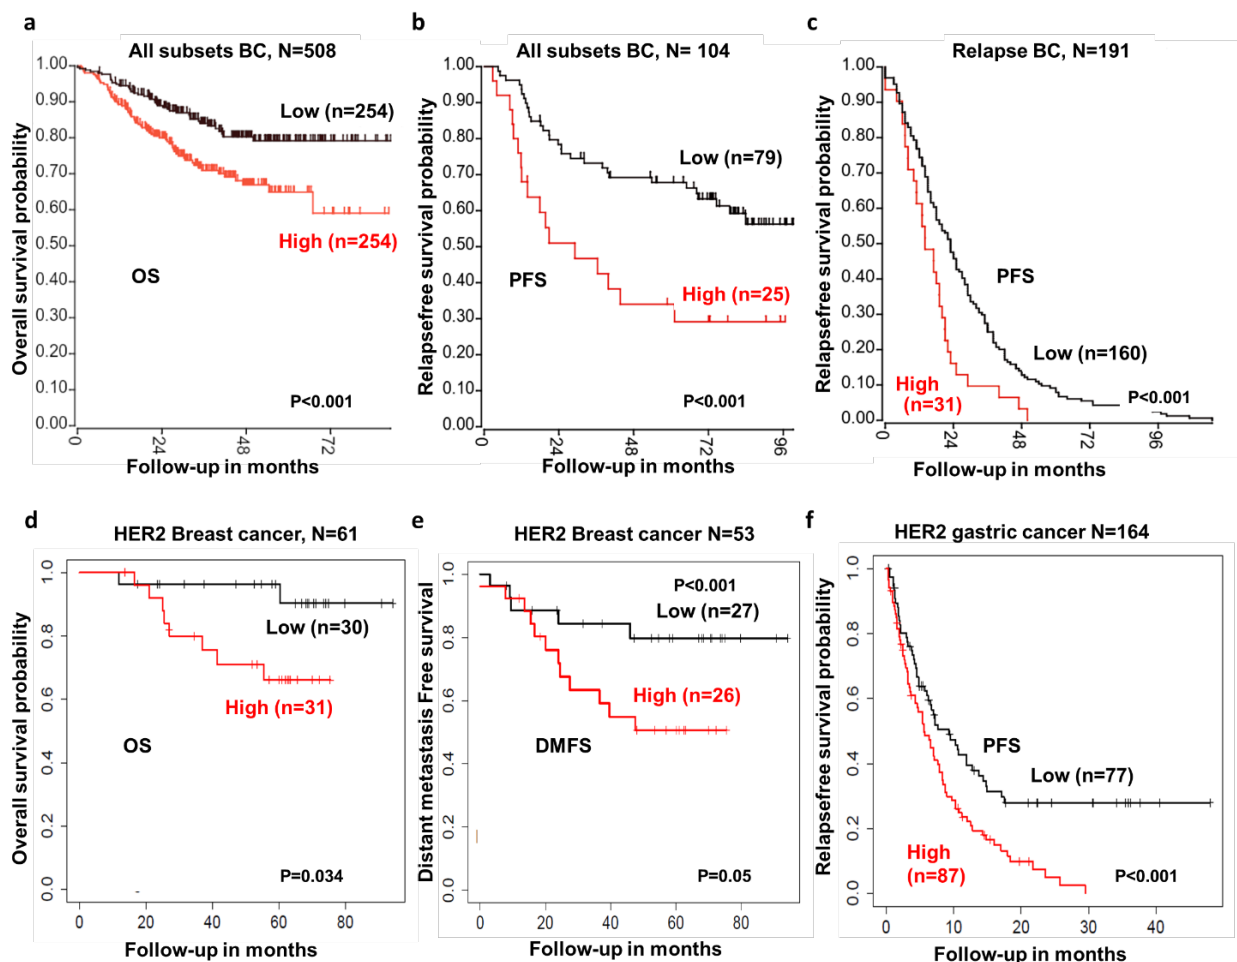 a
All subsets BC, N=508
Overall survival probability
1.00
0.90
0.80
0.70
0.60
0.50
0.40
0.30
0.20
0.10
0.00
Low (n=254)
High (n=254)
OS
P<0.001
0
24
48
72
Follow-up in months
b
All subsets BC, N= 104
Relapsefree survival probability
1.00
0.90
0.80
0.70
0.60
0.50
0.40
0.30
0.20
0.10
0.00
Low (n=79)
High (n=25)
PFS
P<0.001
0
24
48
72
96
Follow-up in months
c
Relapse BC, N=191
Relapsefree survival probability
1.00
0.90
0.80
0.70
0.60
0.50
0.40
0.30
0.20
0.10
0.00
PFS
Low (n=160)
High
(n=31)
P<0.001
0
24
48
72
96
Follow-up in months
d
HER2 Breast cancer, N=61
Overall survival probability
1.0
0.8
0.6
0.4
0.2
0.0
Low (n=30)
High (n=31)
OS
P=0.034
0
20
40
60
80
Follow-up in months
e
HER2 Breast cancer N=53
Distant metastasis Free survival
1.0
0.8
0.6
0.4
0.2
0.0
P<0.001
Low (n=27)
High (n=26)
DMFS
P=0.05
0
20
40
60
80
Follow-up in months
f
HER2 gastric cancer N=164
Relapsefree survival probability
1.0
0.8
0.6
0.4
0.2
0.0
PFS
Low (n=77)
High
(n=87)
P<0.001
0
10
20
30
40
Follow-up in months